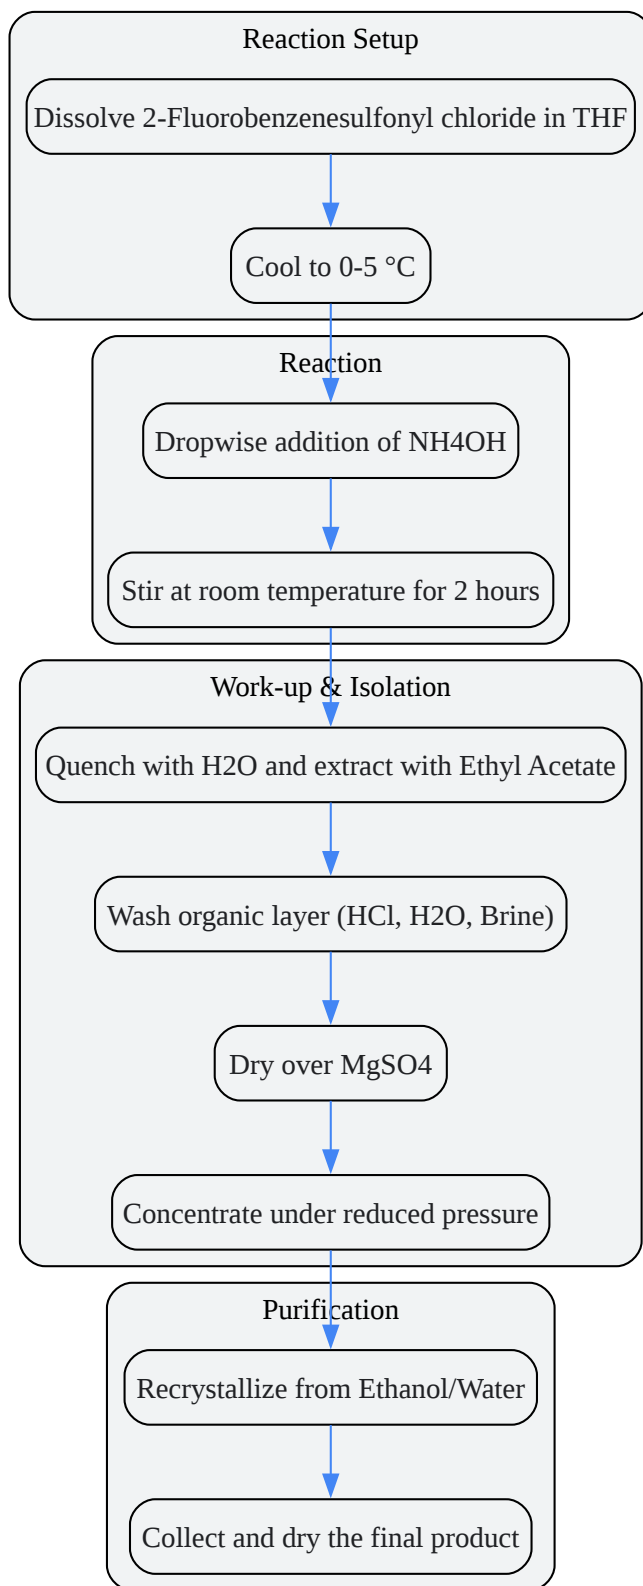 Reaction Setup
Dissolve 2-Fluorobenzenesulfonyl chloride in THF
Cool to 0-5 °C
Reaction
Dropwise addition of NH4OH
Stir at room temperature for 2 hours
Work-up & Isolation
Quench with H2O and extract with Ethyl Acetate
Wash organic layer (HCl, H2O, Brine)
Dry over MgSO4
Concentrate under reduced pressure
Purification
Recrystallize from Ethanol/Water
Collect and dry the final product